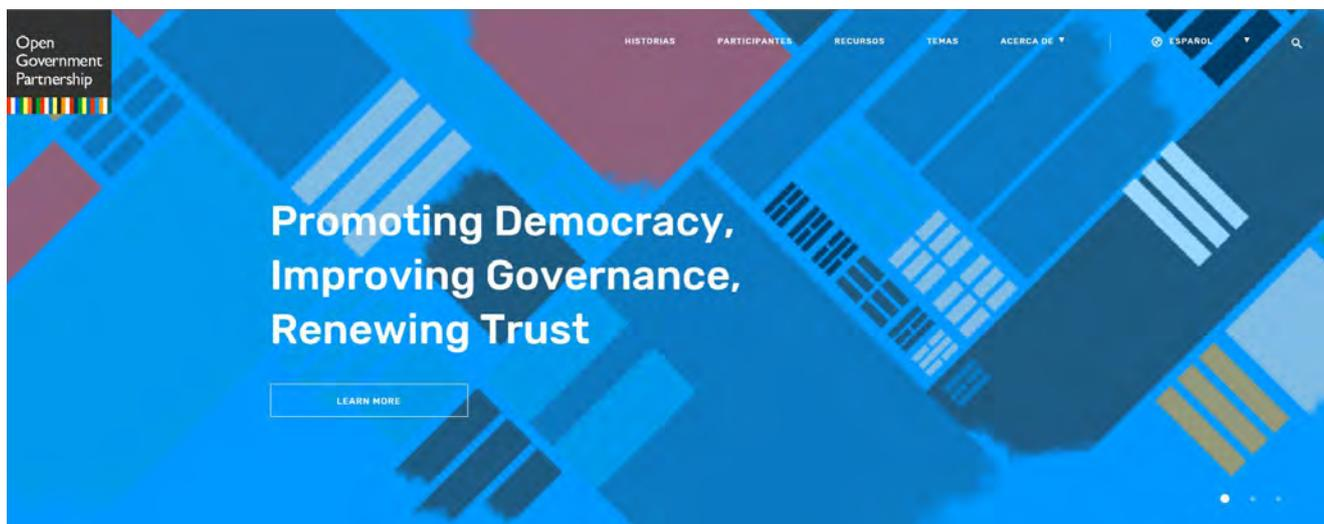 Open
Government
Partnership
HISTORIAS PARTICIPANTES RECURSOS TEMAS ACERCA DE ESPAÑOL
Promoting Democracy,
Improving Governance,
Renewing Trust
LEARN MORE